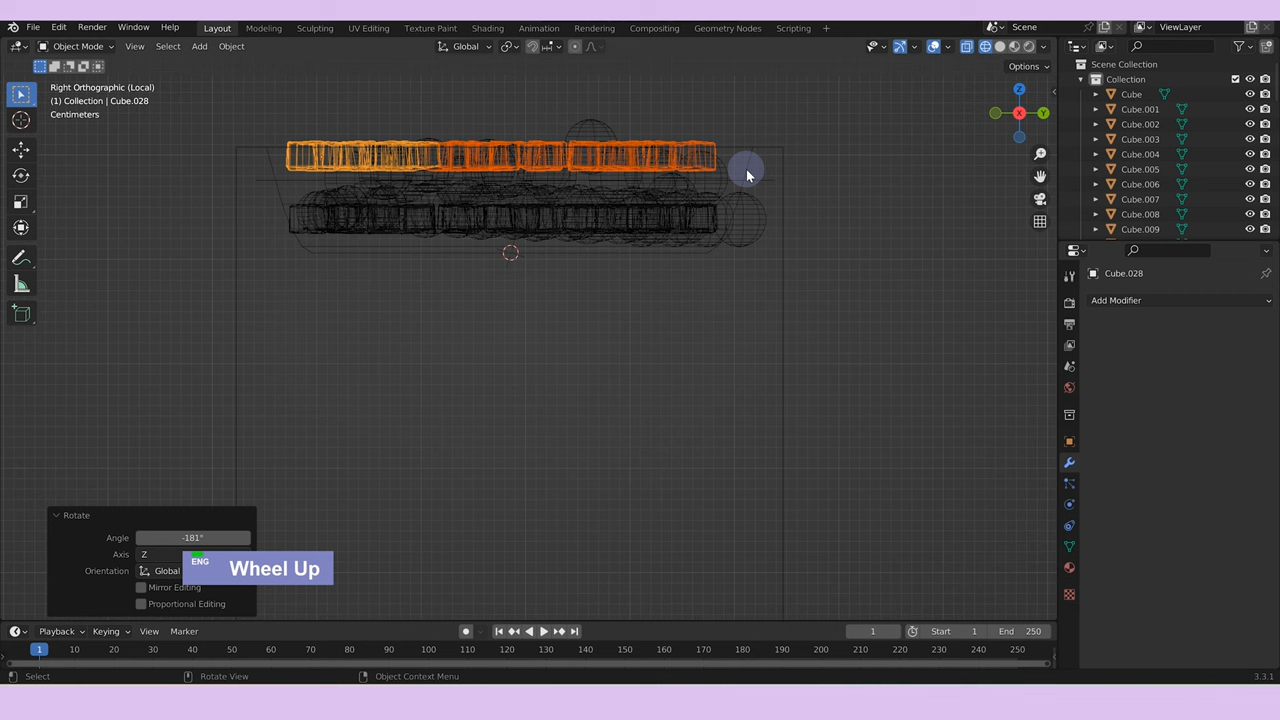 File Edit Render Window Help Layout Modeling Sculpting UV Editing Texture Paint Shading Animation Rendering Compositing Geometry Nodes Scripting + Scene ViewLayer
Object Mode View Select Add Object Global
Options
Right Orthographic (Local)
(1) Collection | Cube.028
Centimeters
Z
X
Y
Scene Collection
Collection
Cube
Cube.001
Cube.002
Cube.003
Cube.004
Cube.005
Cube.006
Cube.007
Cube.008
Cube.009
Cube.028
Add Modifier
Rotate
Angle -181°
Axis Z
Orientation Global
Mirror Editing
Proportional Editing
ENG
Wheel Up
Playback Keying View Marker 1 Start 1 End 250
1 10 20 30 40 50 60 70 80 90 100 110 120 130 140 150 160 170 180 190 200 210 220 230 240 250
Select Rotate View Object Context Menu 3.3.1